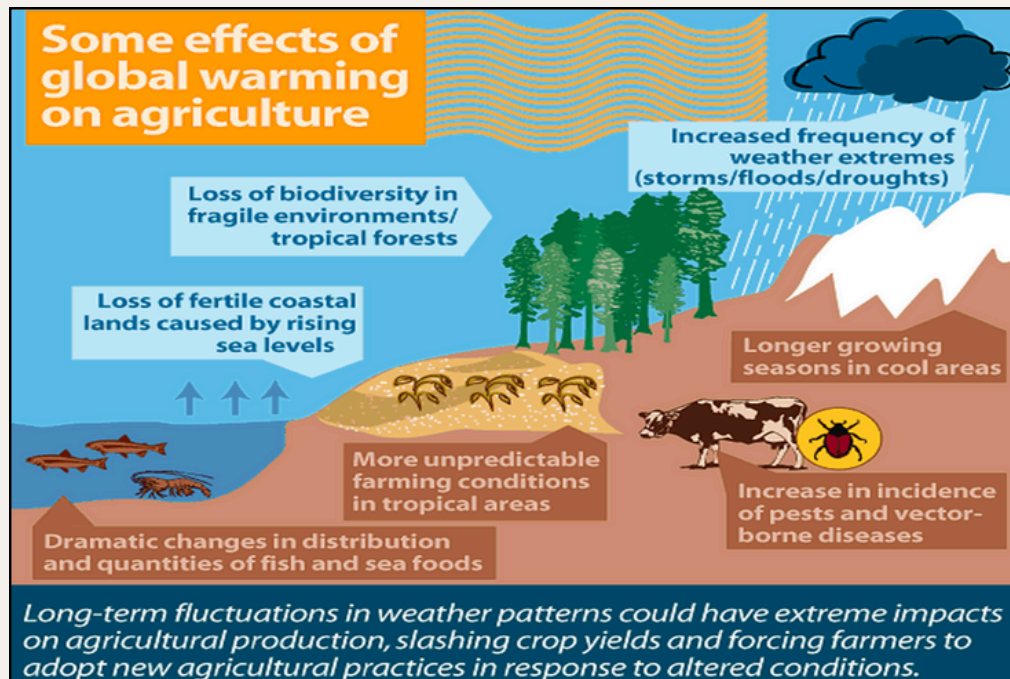 Some effects of
global warming
on agriculture
Increased frequency of
weather extremes
(storms/floods/droughts)
Loss of biodiversity in
fragile environments/
tropical forests
Loss of fertile coastal
lands caused by rising
sea levels
Longer growing
seasons in cool areas
More unpredictable
farming conditions
in tropical areas
Increase in incidence
of pests and vector-
borne diseases
Dramatic changes in distribution
and quantities of fish and sea foods
Long-term fluctuations in weather patterns could have extreme impacts
on agricultural production, slashing crop yields and forcing farmers to
adopt new agricultural practices in response to altered conditions.